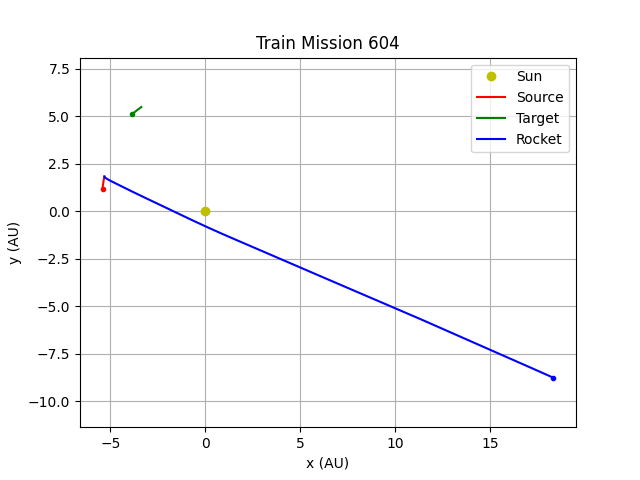 Train Mission 604
7.5
5.0
2.5
0.0
−2.5
−5.0
−7.5
−10.0
y (AU)
Sun
Source
Target
Rocket
−5
0
5
10
15
x (AU)